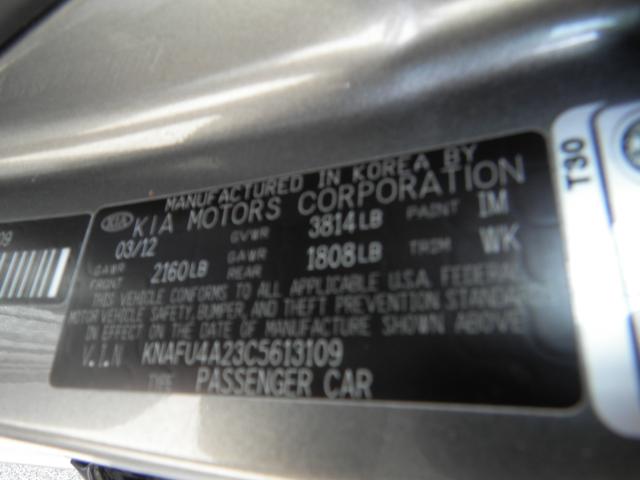 MANUFACTURED IN KOREA BY
KIA KIA MOTORS CORPORATION
03/12 GVWR 3814LB PAINT IM
GAWR FRONT 2160LB GAWR REAR 1808LB TRIM WK
THIS VEHICLE CONFORMS TO ALL APPLICABLE U.S.A. FEDERAL
MOTOR VEHICLE SAFETY, BUMPER, AND THEFT PREVENTION STANDARDS
IN EFFECT ON THE DATE OF MANUFACTURE SHOWN ABOVE
V.I.N KNAFU4A23C5613109
TYPE PASSENGER CAR
T30
09